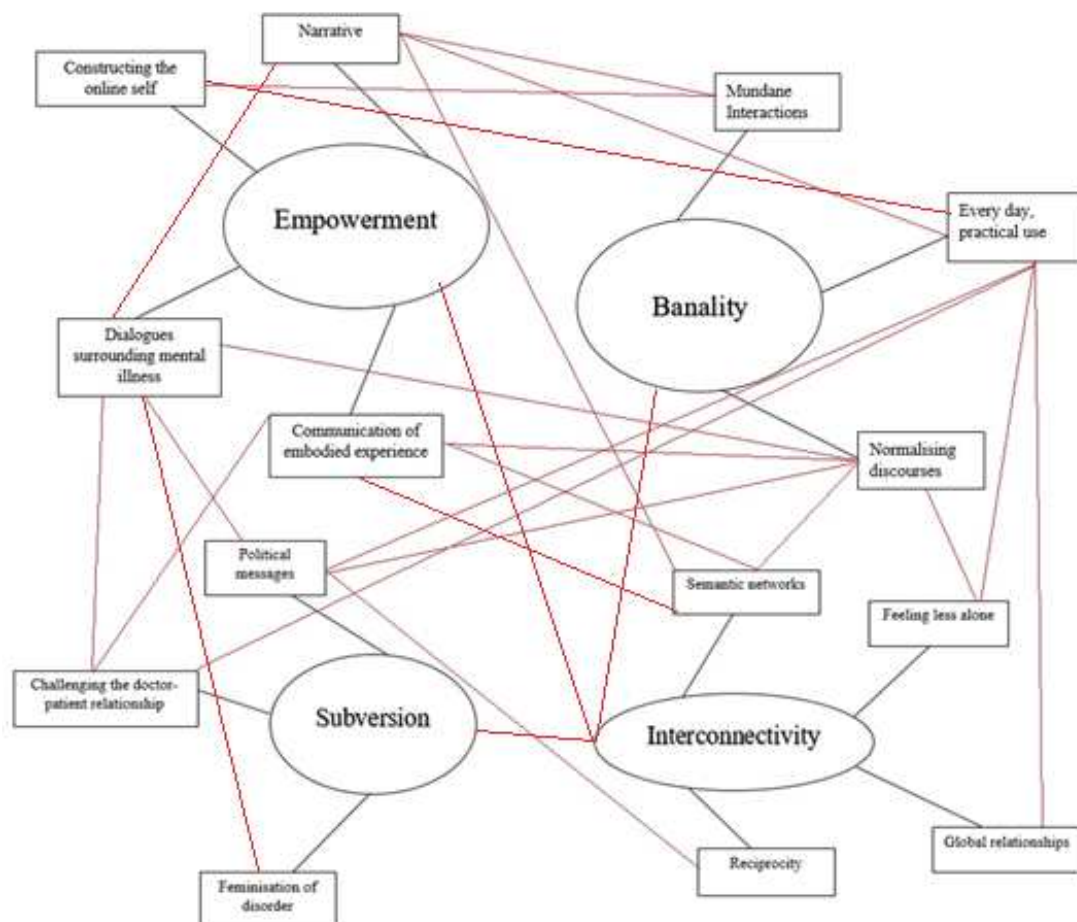 Narrative
Constructing the
online self
Mundane
Interactions
Empowerment
Every day,
practical use
Banality
Dialogues
surrounding mental
illness
Communication of
embodied experience
Normalising
discourses
Political
messages
Semantic networks
Feeling less alone
Challenging the doctor-
patient relationship
Subversion
Interconnectivity
Global relationships
Reciprocity
Feminisation of
disorder